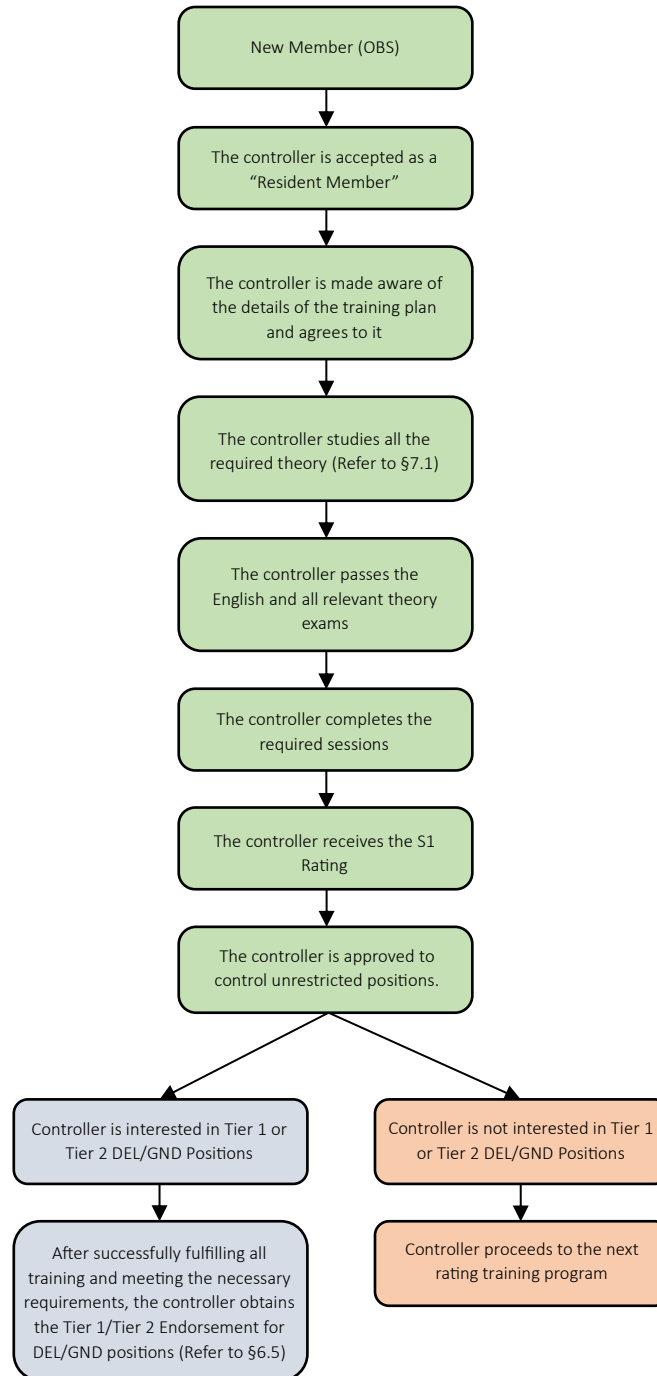 New Member (OBS)
The controller is accepted as a
“Resident Member”
The controller is made aware of
the details of the training plan
and agrees to it
The controller studies all the
required theory (Refer to §7.1)
The controller passes the
English and all relevant theory
exams
The controller completes the
required sessions
The controller receives the S1
Rating
The controller is approved to
control unrestricted positions.
Controller is interested in Tier 1 or
Tier 2 DEL/GND Positions
After successfully fulfilling all
training and meeting the necessary
requirements, the controller obtains
the Tier 1/Tier 2 Endorsement for
DEL/GND positions (Refer to §6.5)
Controller is not interested in Tier 1
or Tier 2 DEL/GND Positions
Controller proceeds to the next
rating training program